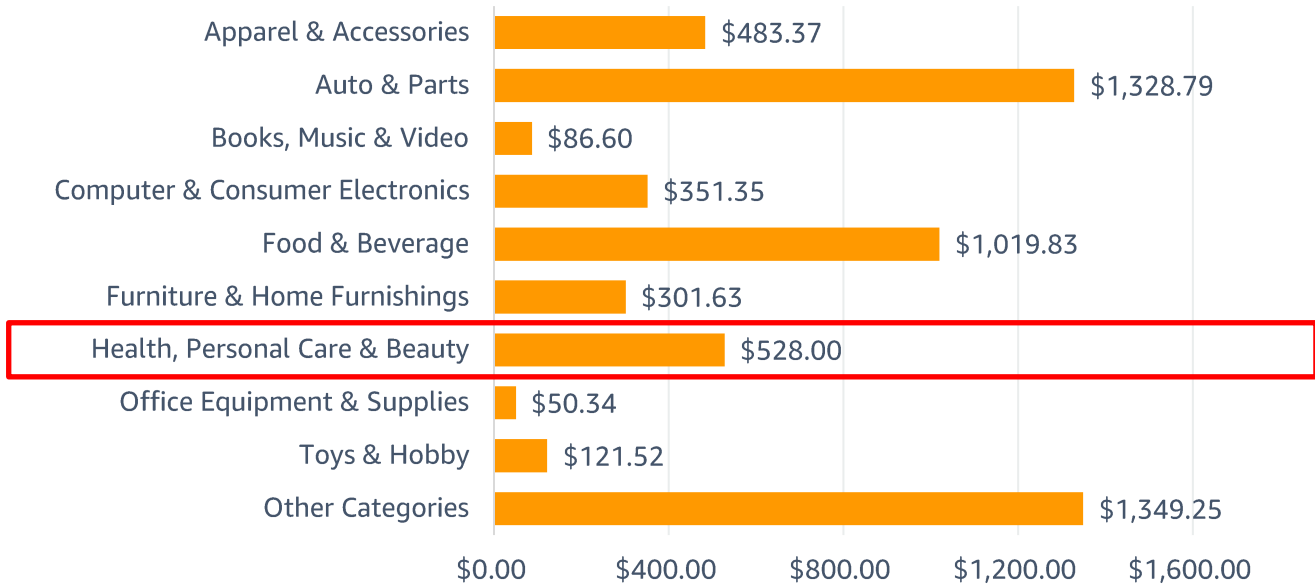 Apparel & Accessories $483.37
Auto & Parts $1,328.79
Books, Music & Video $86.60
Computer & Consumer Electronics $351.35
Food & Beverage $1,019.83
Furniture & Home Furnishings $301.63
Health, Personal Care & Beauty $528.00
Office Equipment & Supplies $50.34
Toys & Hobby $121.52
Other Categories $1,349.25
$0.00 $400.00 $800.00 $1,200.00 $1,600.00